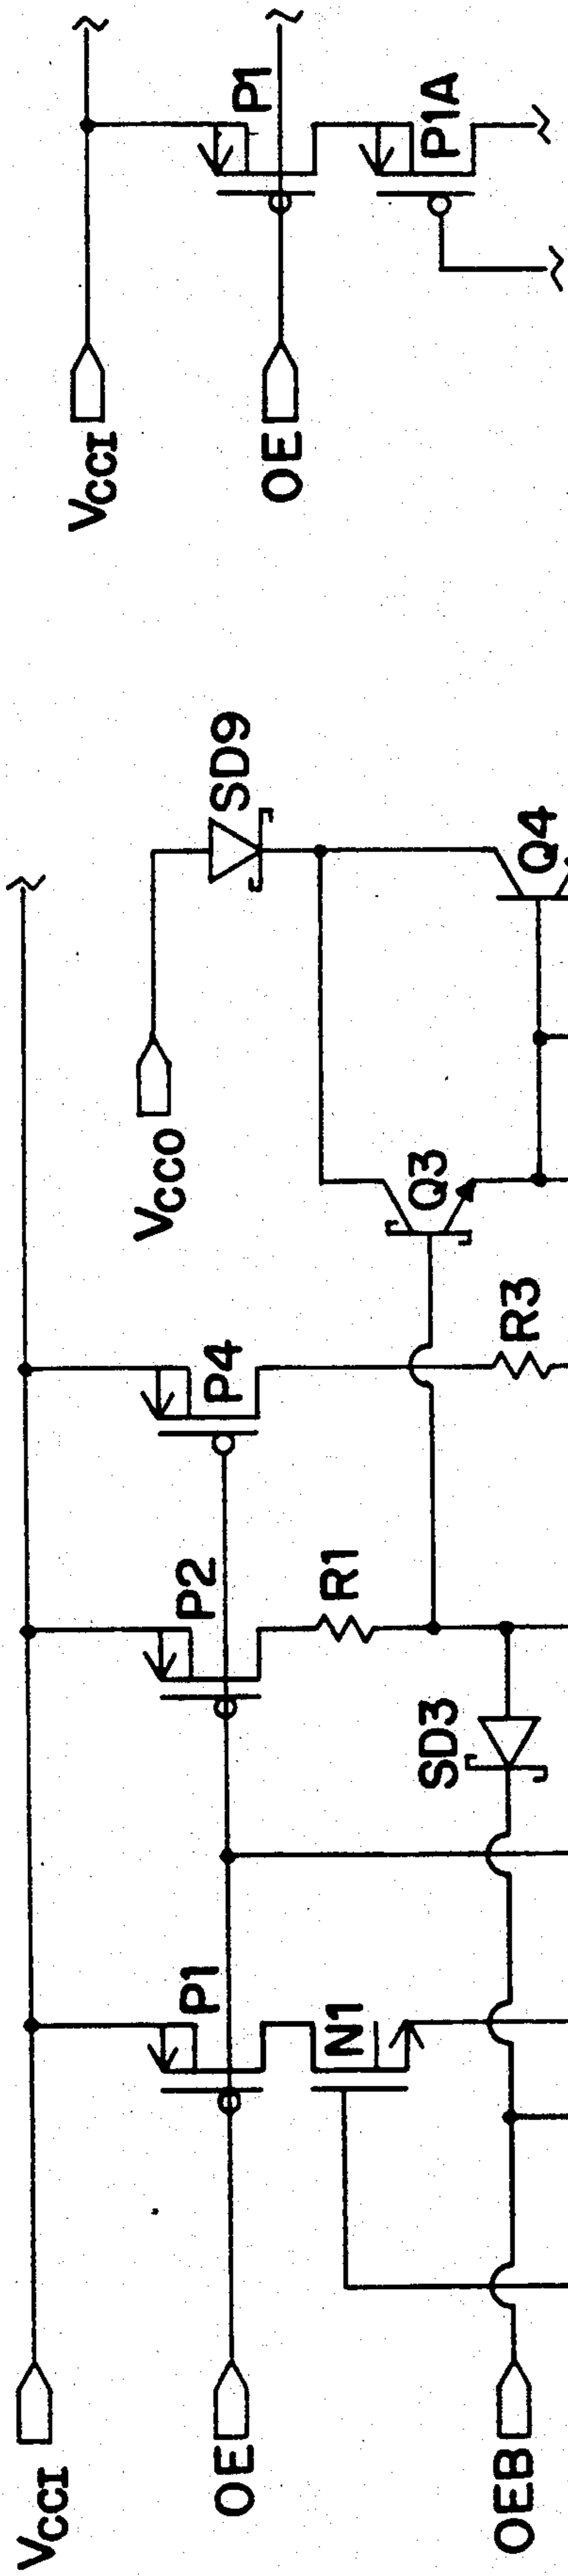 VCCI
OE
P1
P1A
VCCO
SD9
Q4
Q3
P4
R3
P2
R1
SD3
P1
N1
VCCI
OE
OEB